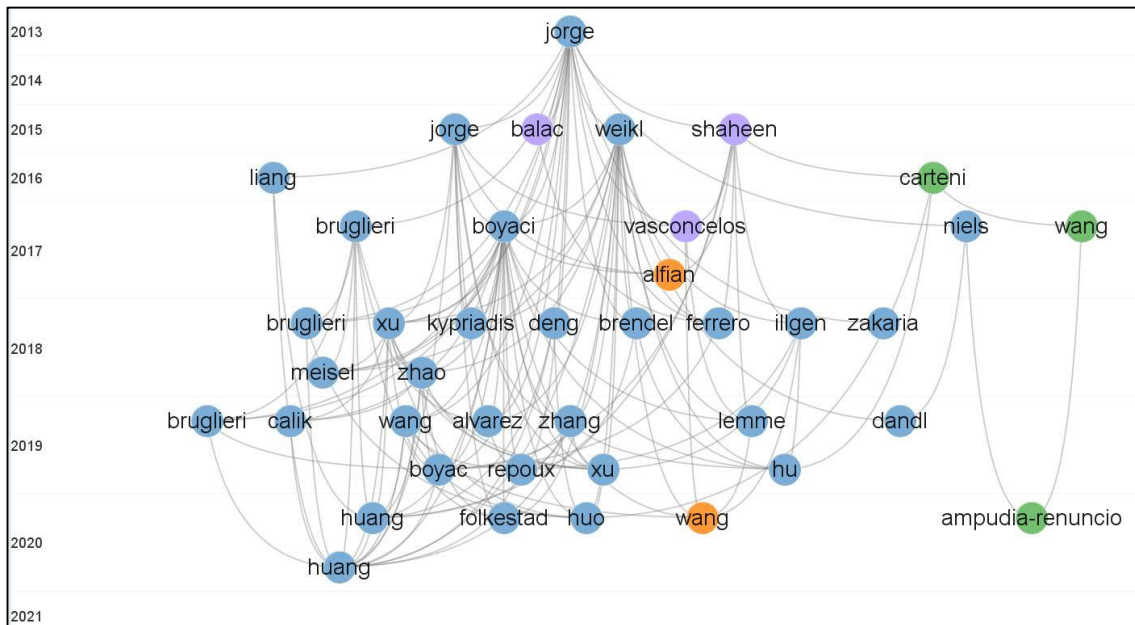 2013 jorge
2014
2015 jorge balac weikl shaheen
2016 liang carteni
bruglieri boyaci vasconcelos niels wang
2017
alfian
bruglieri xu kypriadis deng brendel ferrero illgen zakaria
2018
meisel zhao
bruglieri calik wang alvarez zhang lemme dandl
2019
boyac repoux xu hu
huang folkestad huo wang ampudia-renuncio
2020
huang
2021